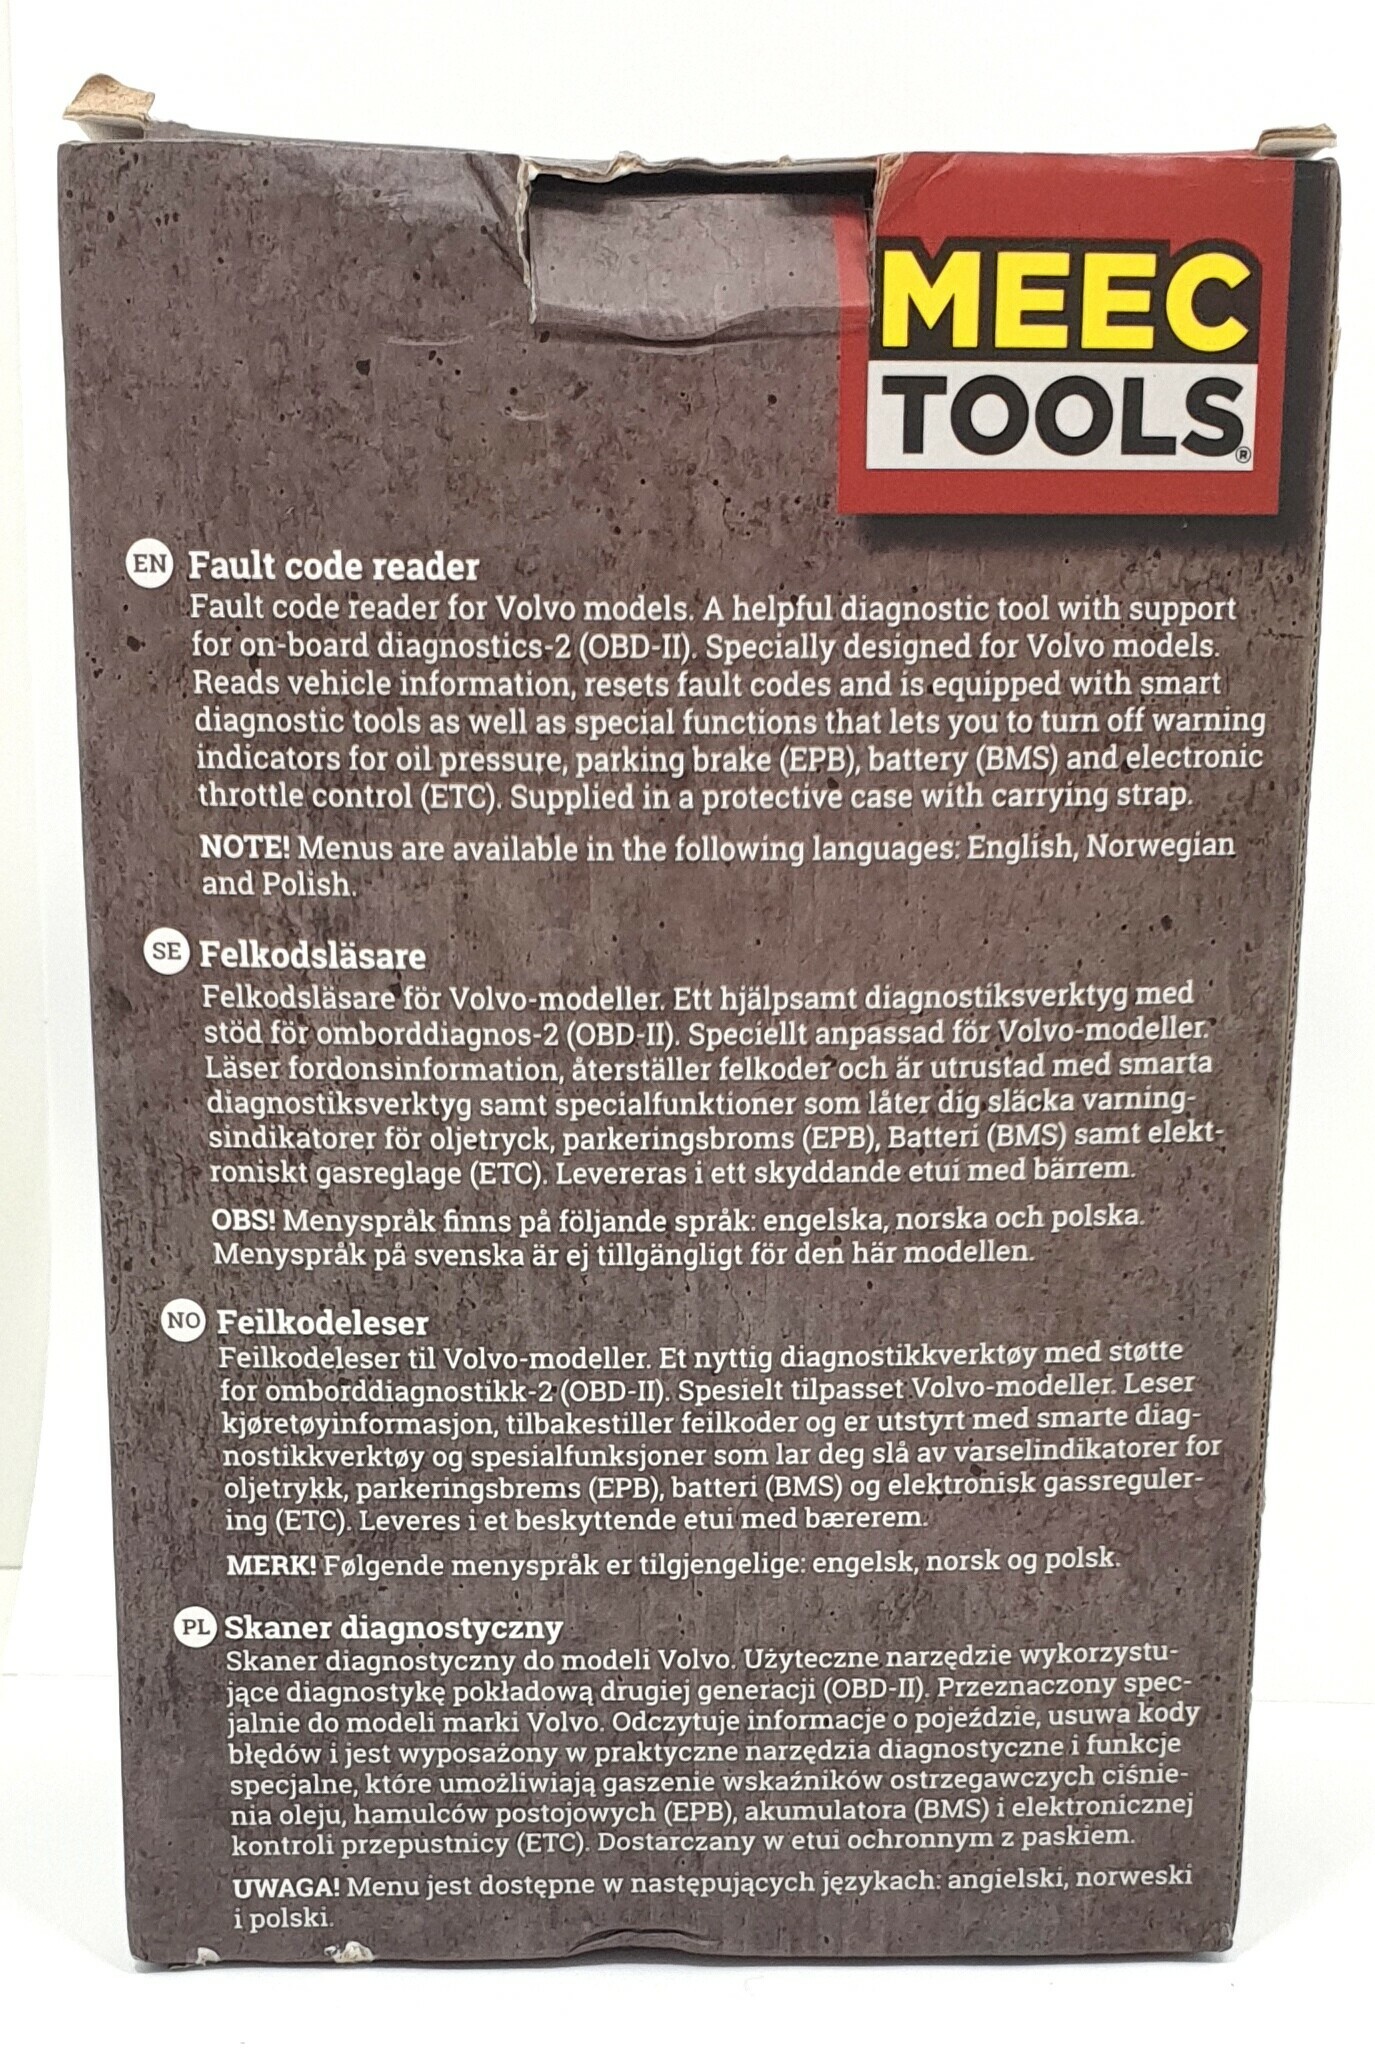 MEEC
TOOLS®
EN Fault code reader
Fault code reader for Volvo models. A helpful diagnostic tool with support
for on-board diagnostics-2 (OBD-II). Specially designed for Volvo models.
Reads vehicle information, resets fault codes and is equipped with smart
diagnostic tools as well as special functions that lets you to turn off warning
indicators for oil pressure, parking brake (EPB), battery (BMS) and electronic
throttle control (ETC). Supplied in a protective case with carrying strap.
NOTE! Menus are available in the following languages: English, Norwegian
and Polish.
SE Felkodsläsare
Felkodsläsare för Volvo-modeller. Ett hjälpsamt diagnostiksverktyg med
stöd för omborddiagnos-2 (OBD-II). Speciellt anpassad för Volvo-modeller.
Läser fordonsinformation, återställer felkoder och är utrustad med smarta
diagnostiksverktyg samt specialfunktioner som låter dig släcka varning-
sindikatorer för oljetryck, parkeringsbroms (EPB), Batteri (BMS) samt elekt-
roniskt gasreglage (ETC). Levereras i ett skyddande etui med bärrem.
OBS! Menyspråk finns på följande språk: engelska, norska och polska.
Menyspråk på svenska är ej tillgängligt för den här modellen.
NO Feilkodeleser
Feilkodeleser til Volvo-modeller. Et nyttig diagnostikkverktøy med støtte
for omborddiagnostikk-2 (OBD-II). Spesielt tilpasset Volvo-modeller. Leser
kjøretøyinformasjon, tilbakestiller feilkoder og er utstyrt med smarte diag-
nostikkverktøy og spesialfunksjoner som lar deg slå av varselindikatorer for
oljetrykk, parkeringsbrems (EPB), batteri (BMS) og elektronisk gassreguler-
ing (ETC). Leveres i et beskyttende etui med bærerem.
MERK! Følgende menyspråk er tilgjengelige: engelsk, norsk og polsk.
PL Skaner diagnostyczny
Skaner diagnostyczny do modeli Volvo. Użyteczne narzędzie wykorzystu-
jące diagnostykę pokładową drugiej generacji (OBD-II). Przeznaczony spec-
jalnie do modeli marki Volvo. Odczytuje informacje o pojeździe, usuwa kody
błędów i jest wyposażony w praktyczne narzędzia diagnostyczne i funkcje
specjalne, które umożliwiają gaszenie wskaźników ostrzegawczych ciśnie-
nia oleju, hamulców postojowych (EPB), akumulatora (BMS) i elektronicznej
kontroli przepustnicy (ETC). Dostarczany w etui ochronnym z paskiem.
UWAGA! Menu jest dostępne w następujących językach: angielski, norweski
i polski.